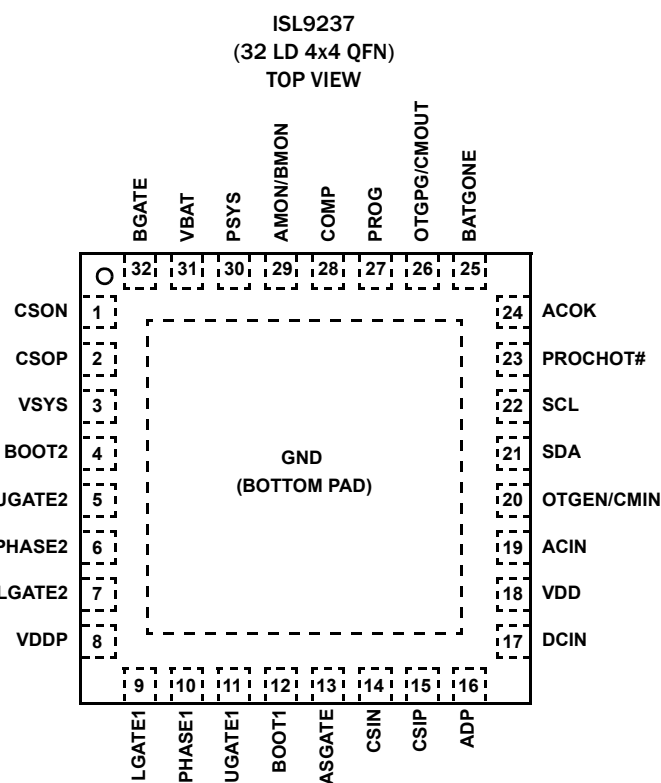 ISL9237
(32 LD 4x4 QFN)
TOP VIEW
BGATE
VBAT
PSYS
AMON/BMON
COMP
PROG
OTGPG/CMOUT
BATGONE
32 31 30 29 28 27 26 25
CSON 1
CSOP 2
VSYS 3
BOOT2 4
UGATE2 5
PHASE2 6
LGATE2 7
VDDP 8
GND
(BOTTOM PAD)
24 ACOK
23 PROCHOT#
22 SCL
21 SDA
20 OTGEN/CMIN
19 ACIN
18 VDD
17 DCIN
9 10 11 12 13 14 15 16
LGATE1
PHASE1
UGATE1
BOOT1
ASGATE
CSIN
CSIP
ADP